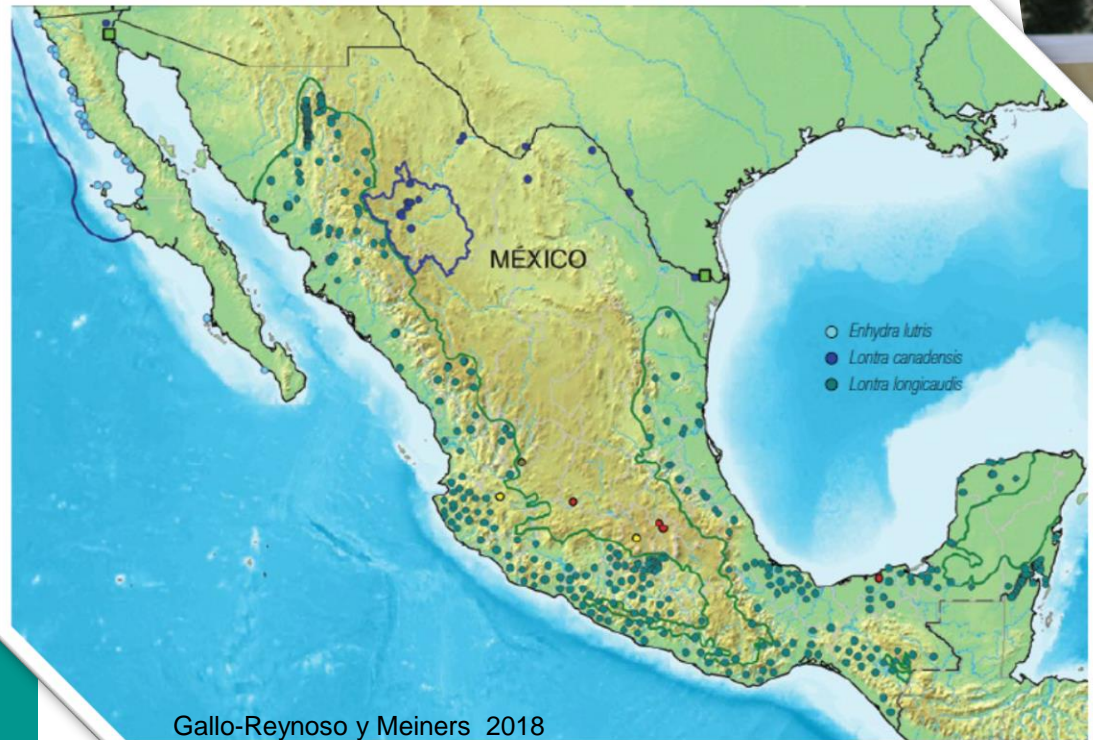 MÉXICO
Enhydra lutris
Lontra canadensis
Lontra longicaudis
Gallo-Reynoso y Meiners 2018